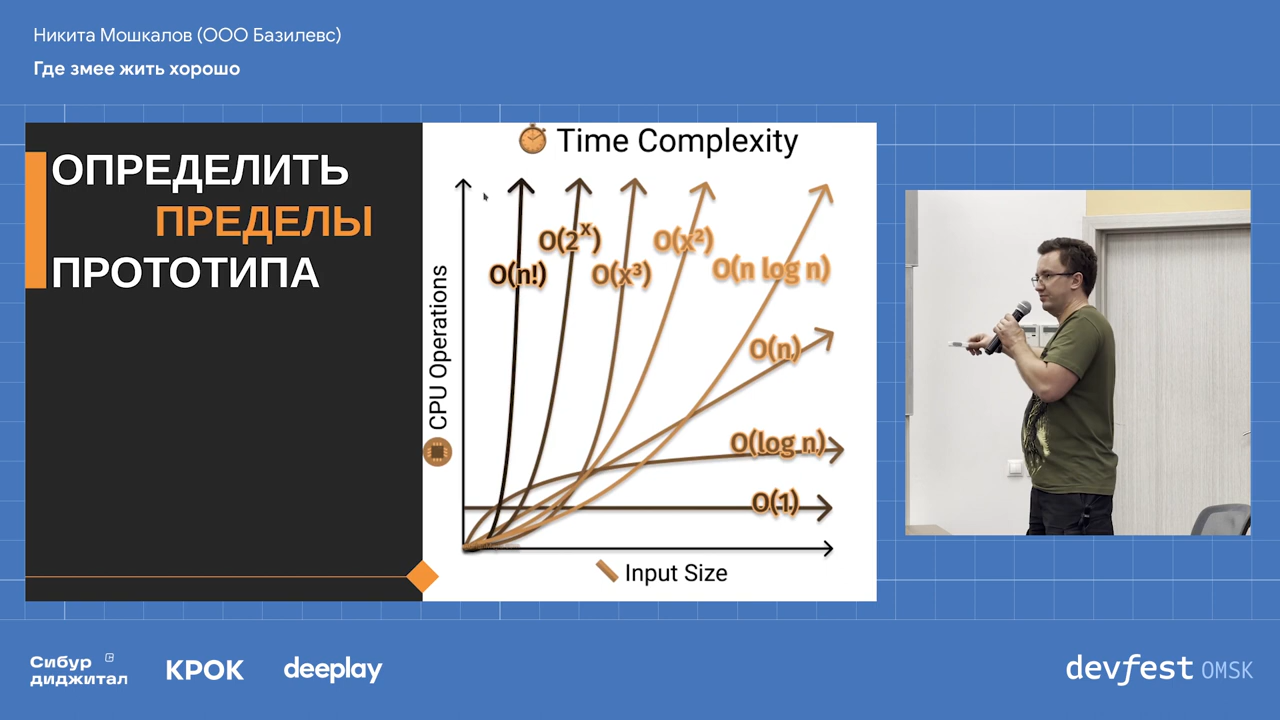 Никита Мошкалов (ООО Базилевс)
Где змее жить хорошо
ОПРЕДЕЛИТЬ
ПРЕДЕЛЫ
ПРОТОТИПА
Time Complexity
CPU Operations
O(n!)
O(2ˣ)
O(x³)
O(x²)
O(n log n)
O(n)
O(log n)
O(1)
Input Size
Сибур
диджитал
КРОК
deeplay
devfest OMSK